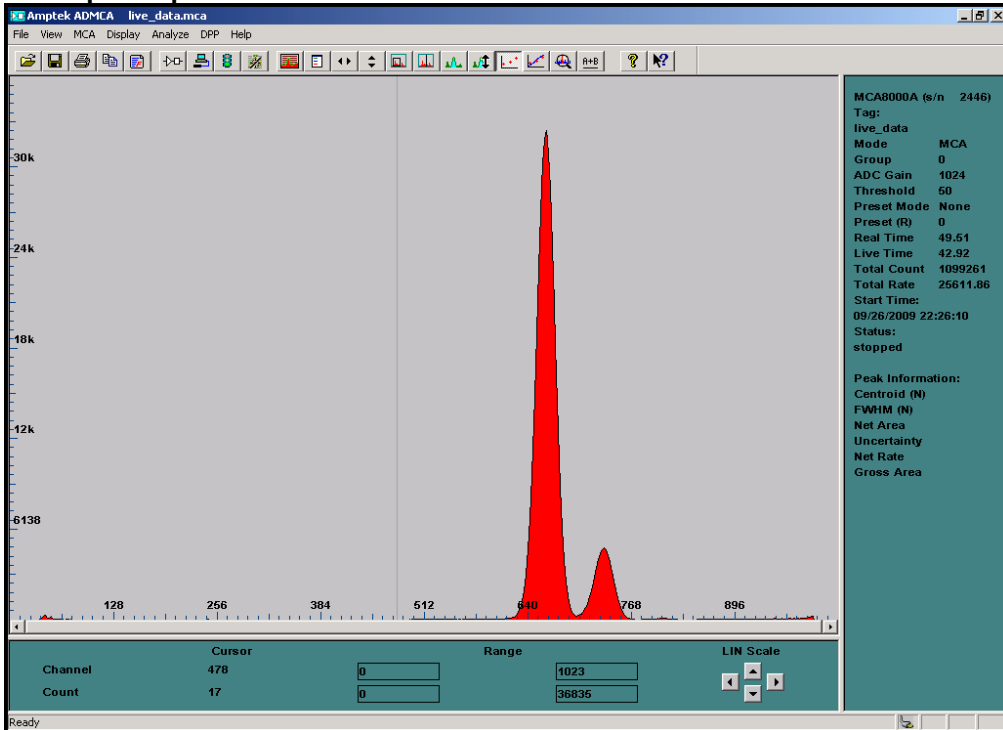 Amptek ADMCA    live_data.mca
File View MCA Display Analyze DPP Help
A+B
30k
24k
18k
12k
6138
128 256 384 512 640 768 896
MCA8000A (s/n 2446)
Tag:
live_data
Mode MCA
Group 0
ADC Gain 1024
Threshold 50
Preset Mode None
Preset (R) 0
Real Time 49.51
Live Time 42.92
Total Count 1099261
Total Rate 25611.86
Start Time:
09/26/2009 22:26:10
Status:
stopped
Peak Information:
Centroid (N)
FWHM (N)
Net Area
Uncertainty
Net Rate
Gross Area
Cursor Range LIN Scale
Channel 478 0 1023
Count 17 0 36835
Ready